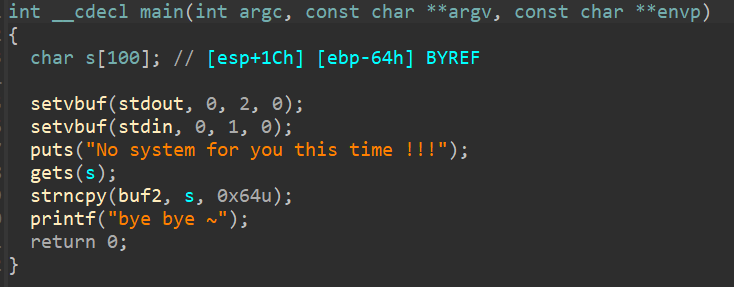 int __cdecl main(int argc, const char **argv, const char **envp)
{
char s[100]; // [esp+1Ch] [ebp-64h] BYREF
setvbuf(stdout, 0, 2, 0);
setvbuf(stdin, 0, 1, 0);
puts("No system for you this time !!!");
gets(s);
strncpy(buf2, s, 0x64u);
printf("bye bye ~");
return 0;
}